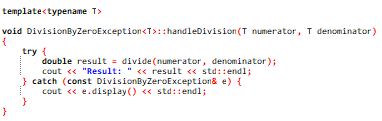 template<typename T>
void DivisionByZeroException<T>::handleDivision(T numerator, T denominator)
{
    try {
        double result = divide(numerator, denominator);
        cout << "Result: " << result << std::endl;
    } catch (const DivisionByZeroException& e) {
        cout << e.display() << std::endl;
    }
}